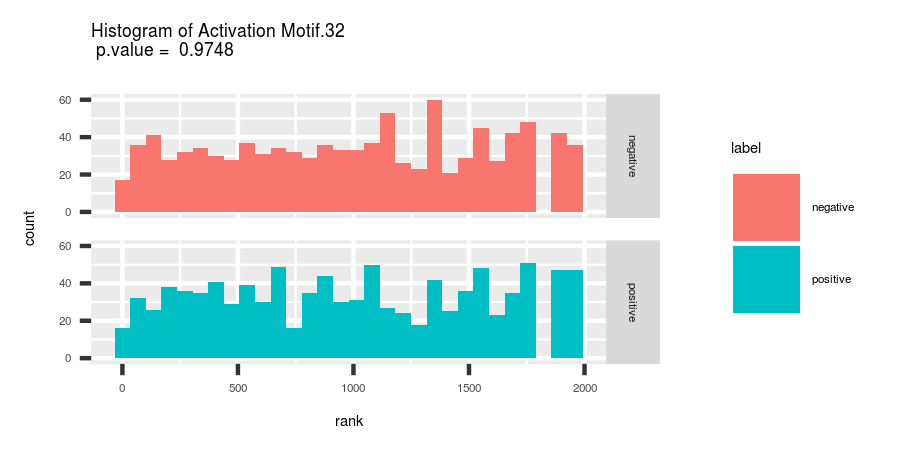 Histogram of Activation Motif.32
p.value = 0.9748
count
60
40
20
0
negative
60
40
20
0
positive
0 500 1000 1500 2000
rank
label
negative
positive